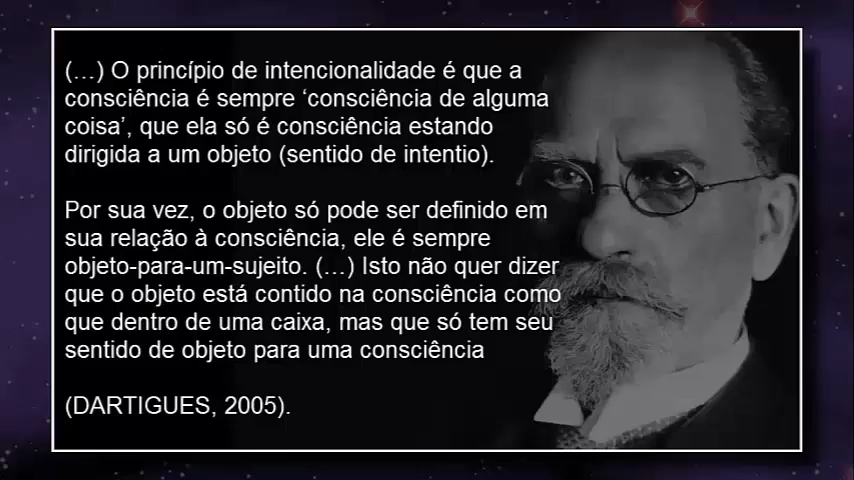 (…) O princípio de intencionalidade é que a
consciência é sempre ‘consciência de alguma
coisa’, que ela só é consciência estando
dirigida a um objeto (sentido de intentio).
Por sua vez, o objeto só pode ser definido em
sua relação à consciência, ele é sempre
objeto-para-um-sujeito. (…) Isto não quer dizer
que o objeto está contido na consciência como
que dentro de uma caixa, mas que só tem seu
sentido de objeto para uma consciência
(DARTIGUES, 2005).